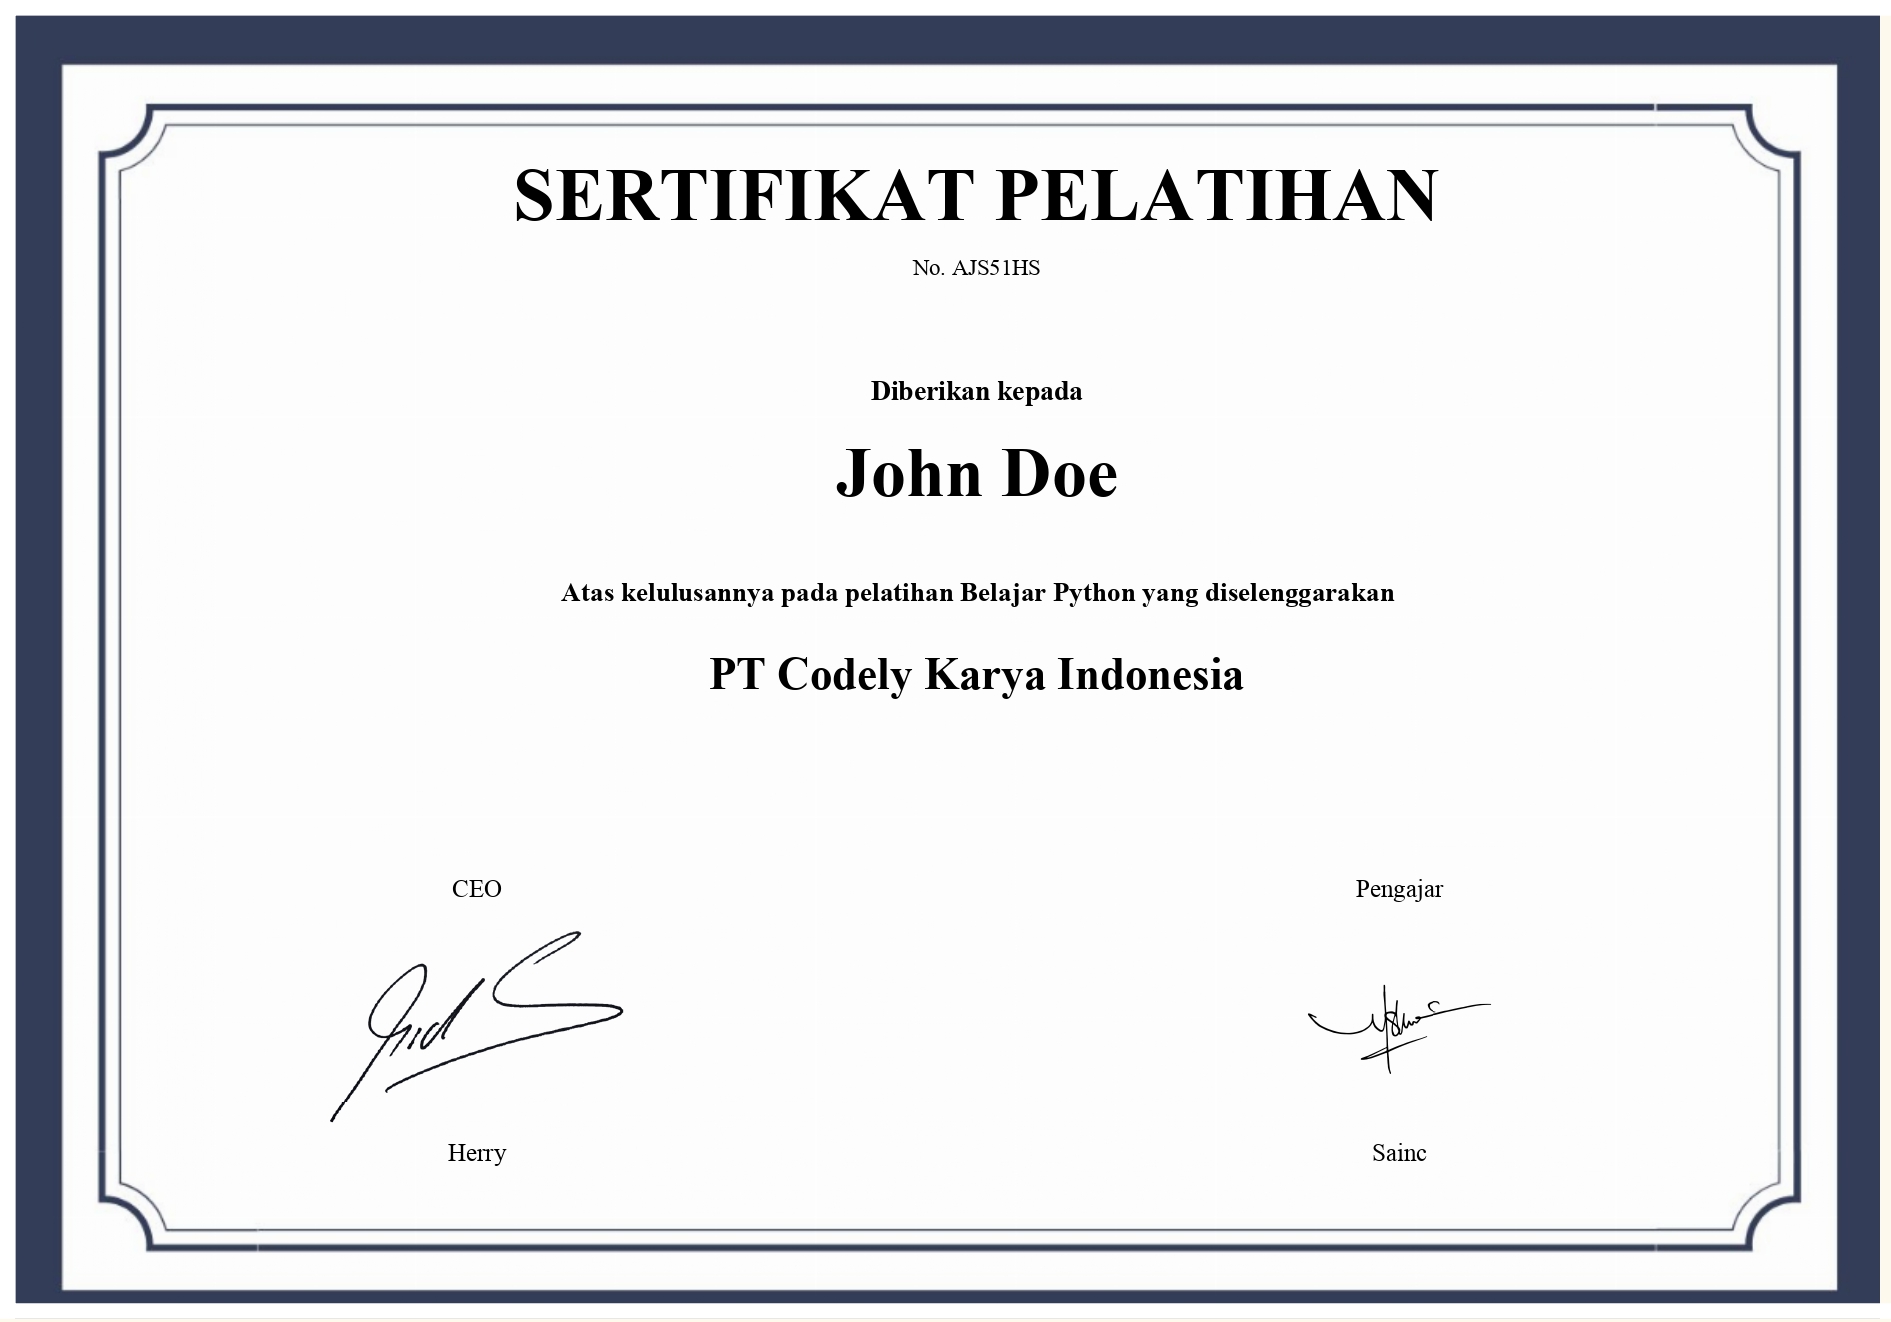 SERTIFIKAT PELATIHAN
No. AJS51HS
Diberikan kepada
John Doe
Atas kelulusannya pada pelatihan Belajar Python yang diselenggarakan
PT Codely Karya Indonesia
CEO
Pengajar
Herry
Sainc